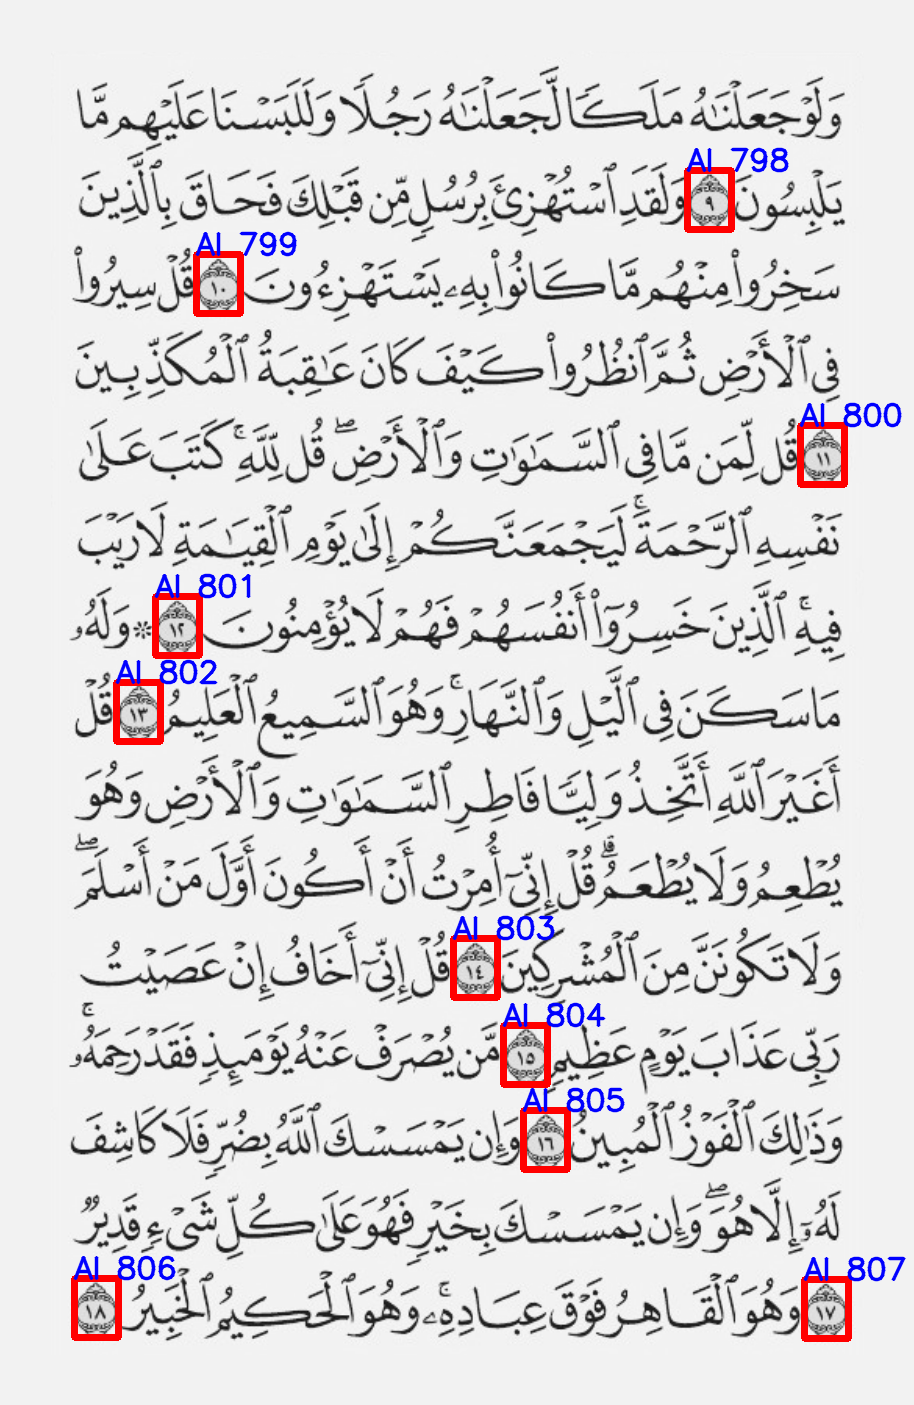 وَلَوْ جَعَلْنَٰهُ مَلَكًا لَّجَعَلْنَٰهُ رَجُلًا وَلَلَبَسْنَا عَلَيْهِم مَّا
AI_798
يَلْبِسُونَ ٩ وَلَقَدِ ٱسْتُهْزِئَ بِرُسُلٍ مِّن قَبْلِكَ فَحَاقَ بِٱلَّذِينَ
AI_799
سَخِرُوا۟ مِنْهُم مَّا كَانُوا۟ بِهِۦ يَسْتَهْزِءُونَ ١٠ قُلْ سِيرُوا۟
فِى ٱلْأَرْضِ ثُمَّ ٱنظُرُوا۟ كَيْفَ كَانَ عَٰقِبَةُ ٱلْمُكَذِّبِينَ
AI_800
١١ قُل لِّمَن مَّا فِى ٱلسَّمَٰوَٰتِ وَٱلْأَرْضِ ۖ قُل لِّلَّهِ ۚ كَتَبَ عَلَىٰ
نَفْسِهِ ٱلرَّحْمَةَ ۚ لَيَجْمَعَنَّكُمْ إِلَىٰ يَوْمِ ٱلْقِيَٰمَةِ لَا رَيْبَ
AI_801
فِيهِ ۚ ٱلَّذِينَ خَسِرُوٓا۟ أَنفُسَهُمْ فَهُمْ لَا يُؤْمِنُونَ ١٢ ۞ وَلَهُۥ
AI_802
مَا سَكَنَ فِى ٱلَّيْلِ وَٱلنَّهَارِ ۚ وَهُوَ ٱلسَّمِيعُ ٱلْعَلِيمُ ١٣ قُلْ
أَغَيْرَ ٱللَّهِ أَتَّخِذُ وَلِيًّا فَاطِرِ ٱلسَّمَٰوَٰتِ وَٱلْأَرْضِ وَهُوَ
يُطْعِمُ وَلَا يُطْعَمُ ۗ قُلْ إِنِّىٓ أُمِرْتُ أَنْ أَكُونَ أَوَّلَ مَنْ أَسْلَمَ ۖ
AI_803
وَلَا تَكُونَنَّ مِنَ ٱلْمُشْرِكِينَ ١٤ قُلْ إِنِّىٓ أَخَافُ إِنْ عَصَيْتُ
AI_804
رَبِّى عَذَابَ يَوْمٍ عَظِيمٍ ١٥ مَّن يُصْرَفْ عَنْهُ يَوْمَئِذٍ فَقَدْ رَحِمَهُۥ ۚ
AI_805
وَذَٰلِكَ ٱلْفَوْزُ ٱلْمُبِينُ ١٦ وَإِن يَمْسَسْكَ ٱللَّهُ بِضُرٍّ فَلَا كَاشِفَ
لَهُۥٓ إِلَّا هُوَ ۖ وَإِن يَمْسَسْكَ بِخَيْرٍ فَهُوَ عَلَىٰ كُلِّ شَىْءٍ قَدِيرٌ
AI_807 AI_806
١٧ وَهُوَ ٱلْقَاهِرُ فَوْقَ عِبَادِهِۦ ۚ وَهُوَ ٱلْحَكِيمُ ٱلْخَبِيرُ ١٨